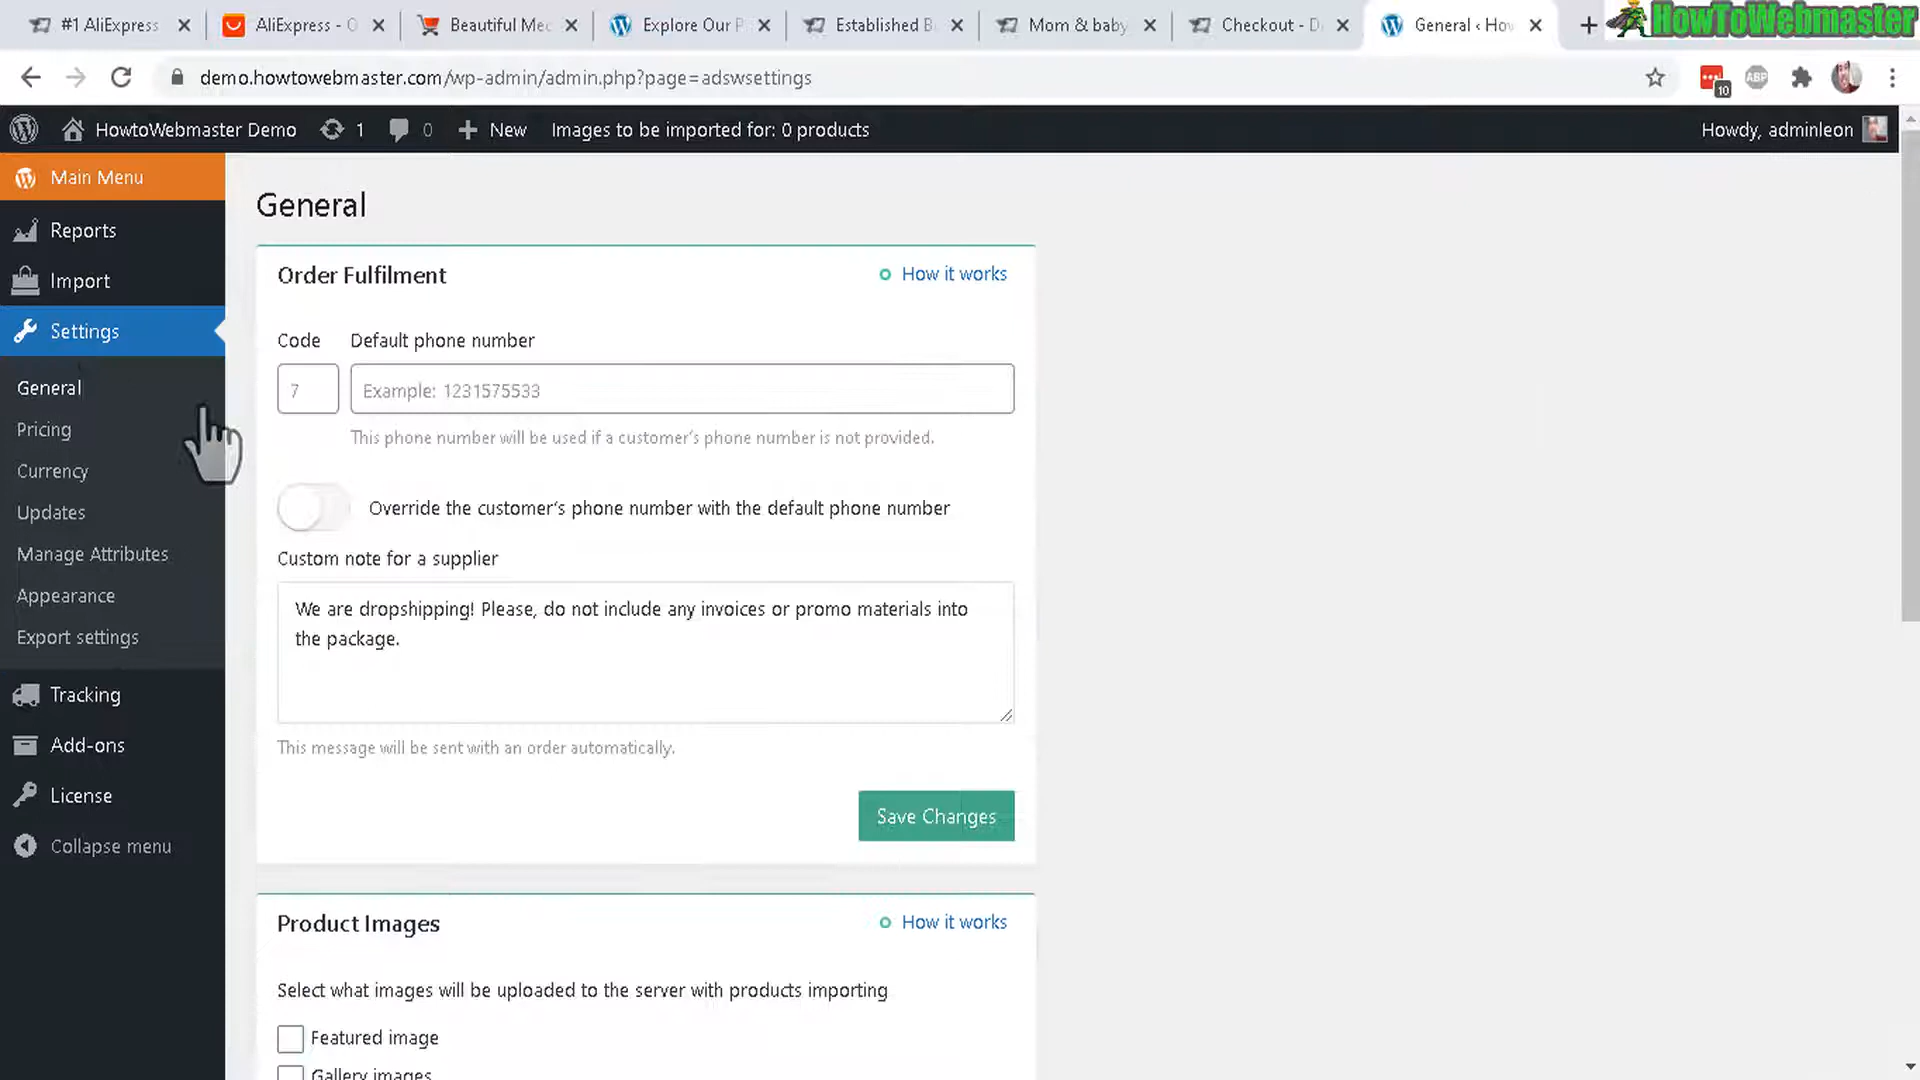 #1 AliExpress
AliExpress - O
Beautiful Med
Explore Our P
Established B
Mom & baby
Checkout - D
General ‹ How
HowToWebmaster
demo.howtowebmaster.com/wp-admin/admin.php?page=adswsettings
10
ABP
HowtoWebmaster Demo
1
0
New
Images to be imported for: 0 products
Howdy, adminleon
Main Menu
Reports
Import
Settings
General
Pricing
Currency
Updates
Manage Attributes
Appearance
Export settings
Tracking
Add-ons
License
Collapse menu
General
Order Fulfilment
How it works
Code
Default phone number
7
Example: 1231575533
This phone number will be used if a customer's phone number is not provided.
Override the customer's phone number with the default phone number
Custom note for a supplier
We are dropshipping! Please, do not include any invoices or promo materials into
the package.
This message will be sent with an order automatically.
Save Changes
Product Images
How it works
Select what images will be uploaded to the server with products importing
Featured image
Gallery images